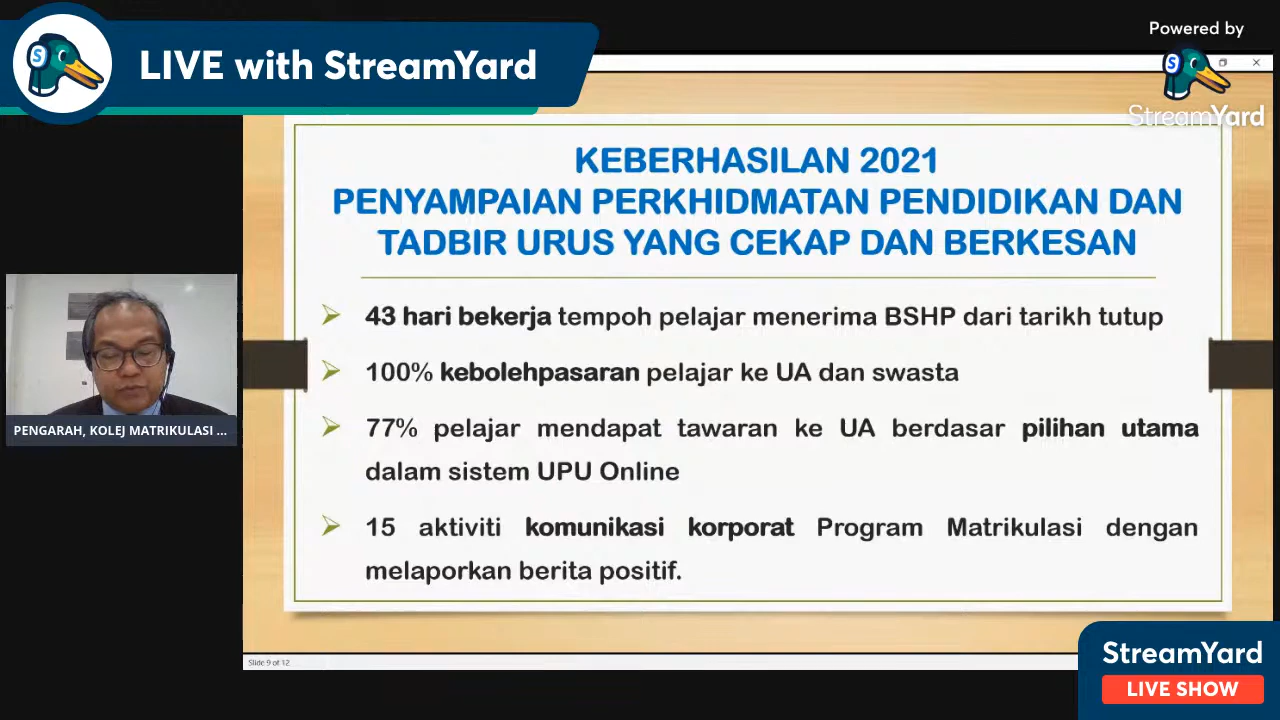 LIVE with StreamYard
Powered by
StreamYard
KEBERHASILAN 2021
PENYAMPAIAN PERKHIDMATAN PENDIDIKAN DAN
TADBIR URUS YANG CEKAP DAN BERKESAN
43 hari bekerja tempoh pelajar menerima BSHP dari tarikh tutup
100% kebolehpasaran pelajar ke UA dan swasta
77% pelajar mendapat tawaran ke UA berdasar pilihan utama
dalam sistem UPU Online
15 aktiviti komunikasi korporat Program Matrikulasi dengan
melaporkan berita positif.
PENGARAH, KOLEJ MATRIKULASI ...
Slide 9 of 12
StreamYard
LIVE SHOW